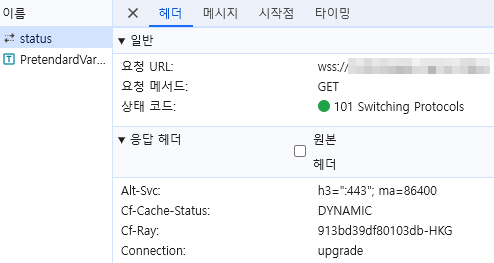 이름
헤더 메시지 시작점 타이밍
status
PretendardVar...
일반
요청 URL: wss://
요청 메서드: GET
상태 코드: 101 Switching Protocols
응답 헤더
원본
헤더
Alt-Svc: h3=":443"; ma=86400
Cf-Cache-Status: DYNAMIC
Cf-Ray: 913bd39df80103db-HKG
Connection: upgrade